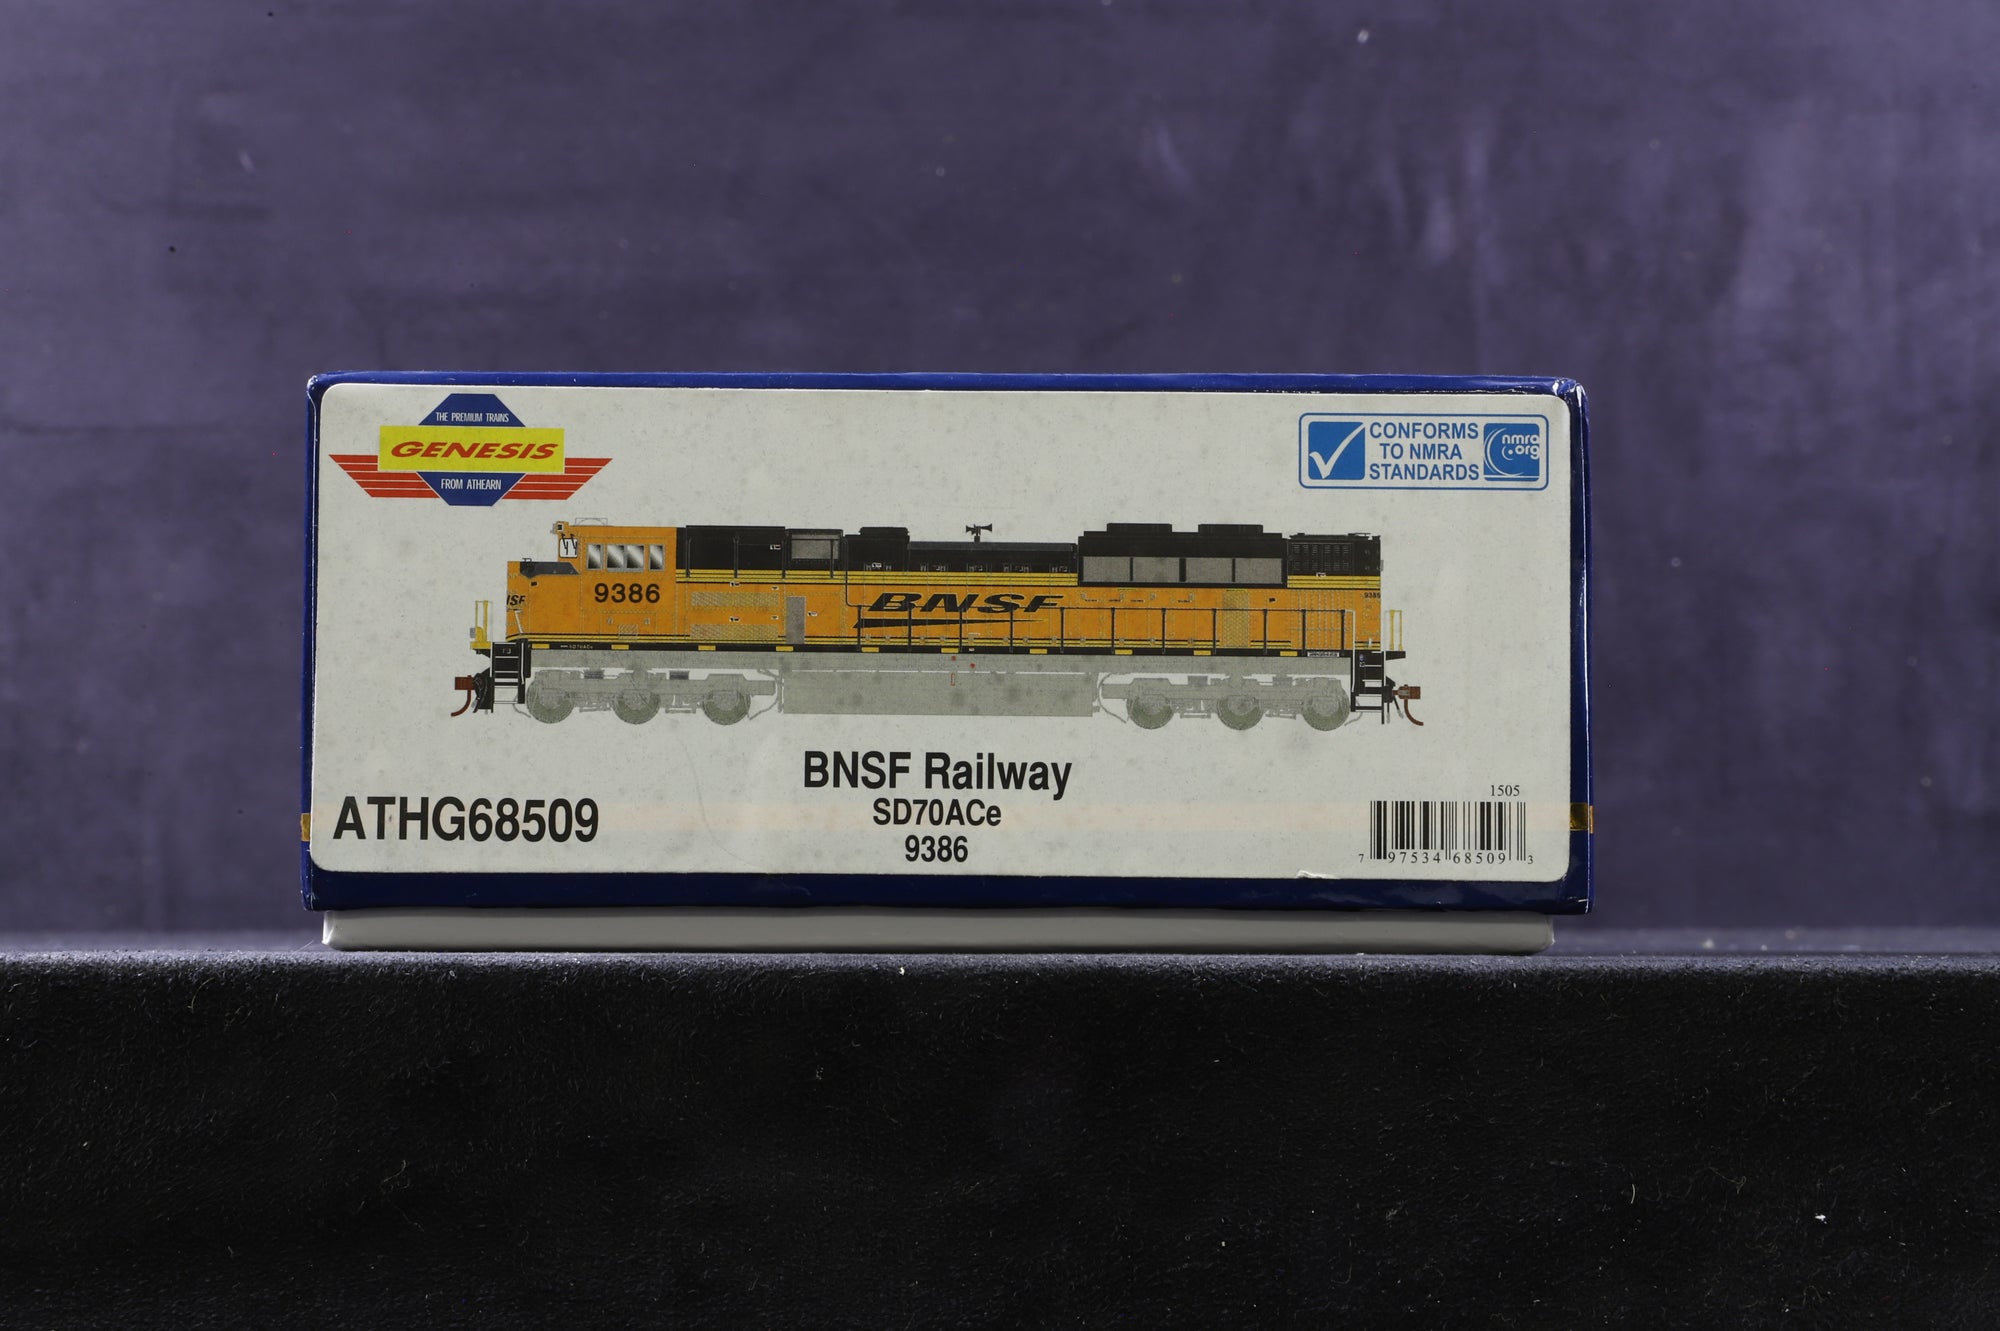 THE PREMIUM TRAINS
GENESIS
FROM ATHEARN
CONFORMS
TO NMRA
STANDARDS
nmra
.org
9386
BNSF
ATHG68509
BNSF Railway
SD70ACe
9386
1505
7 97534 68509 3